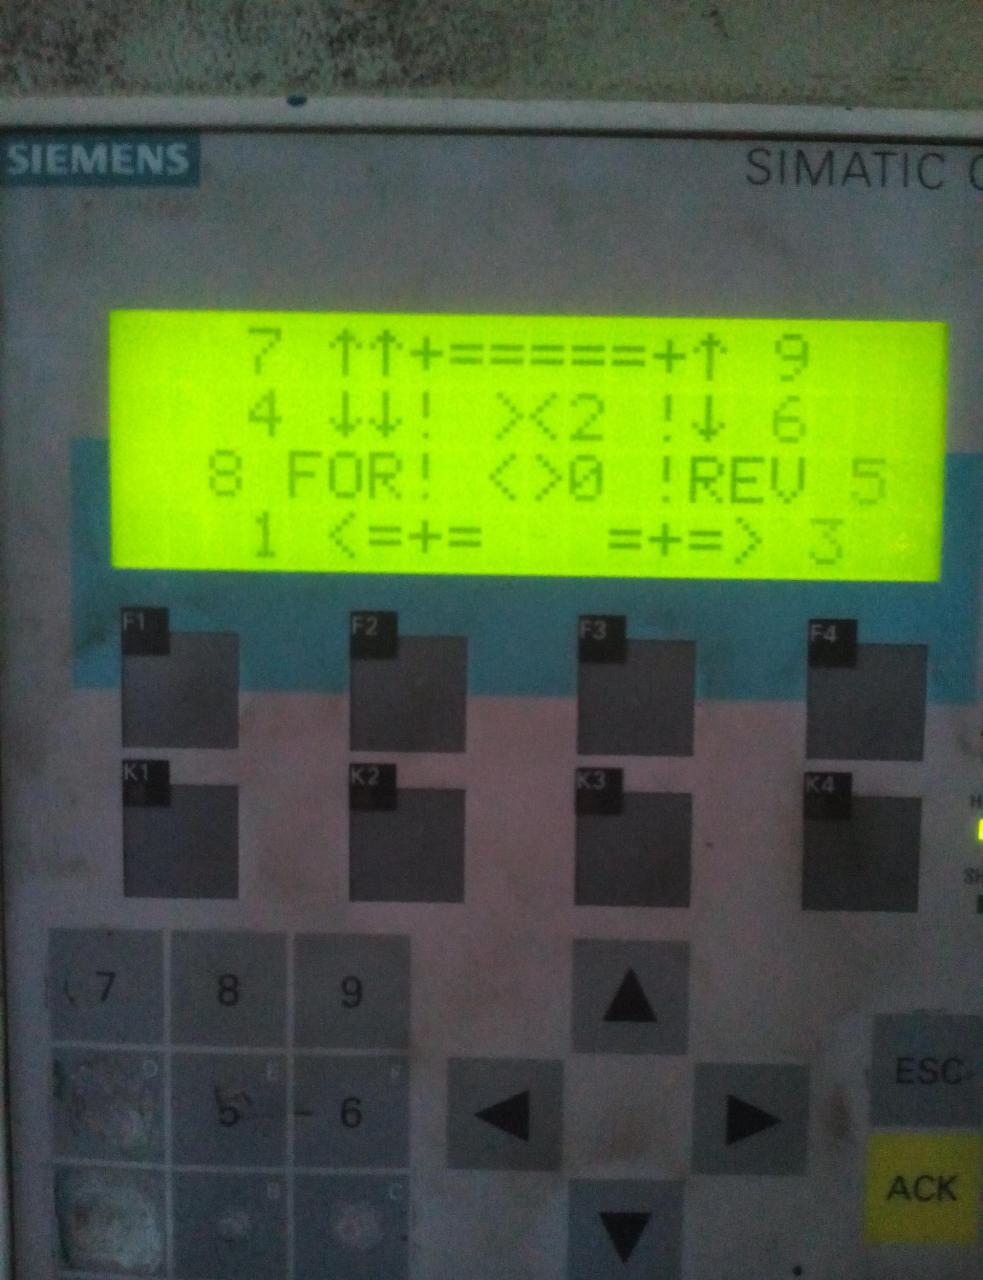 SIEMENS
SIMATIC
7 ↑↑+=====+↑ 9
4 ↓↓! ><2 !↓ 6
8 FOR! <>0 !REV 5
1 <=+= =+=> 3
F1 F2 F3 F4
K1 K2 K3 K4
7 8 9
D E F
5 6
ESC
B C
ACK